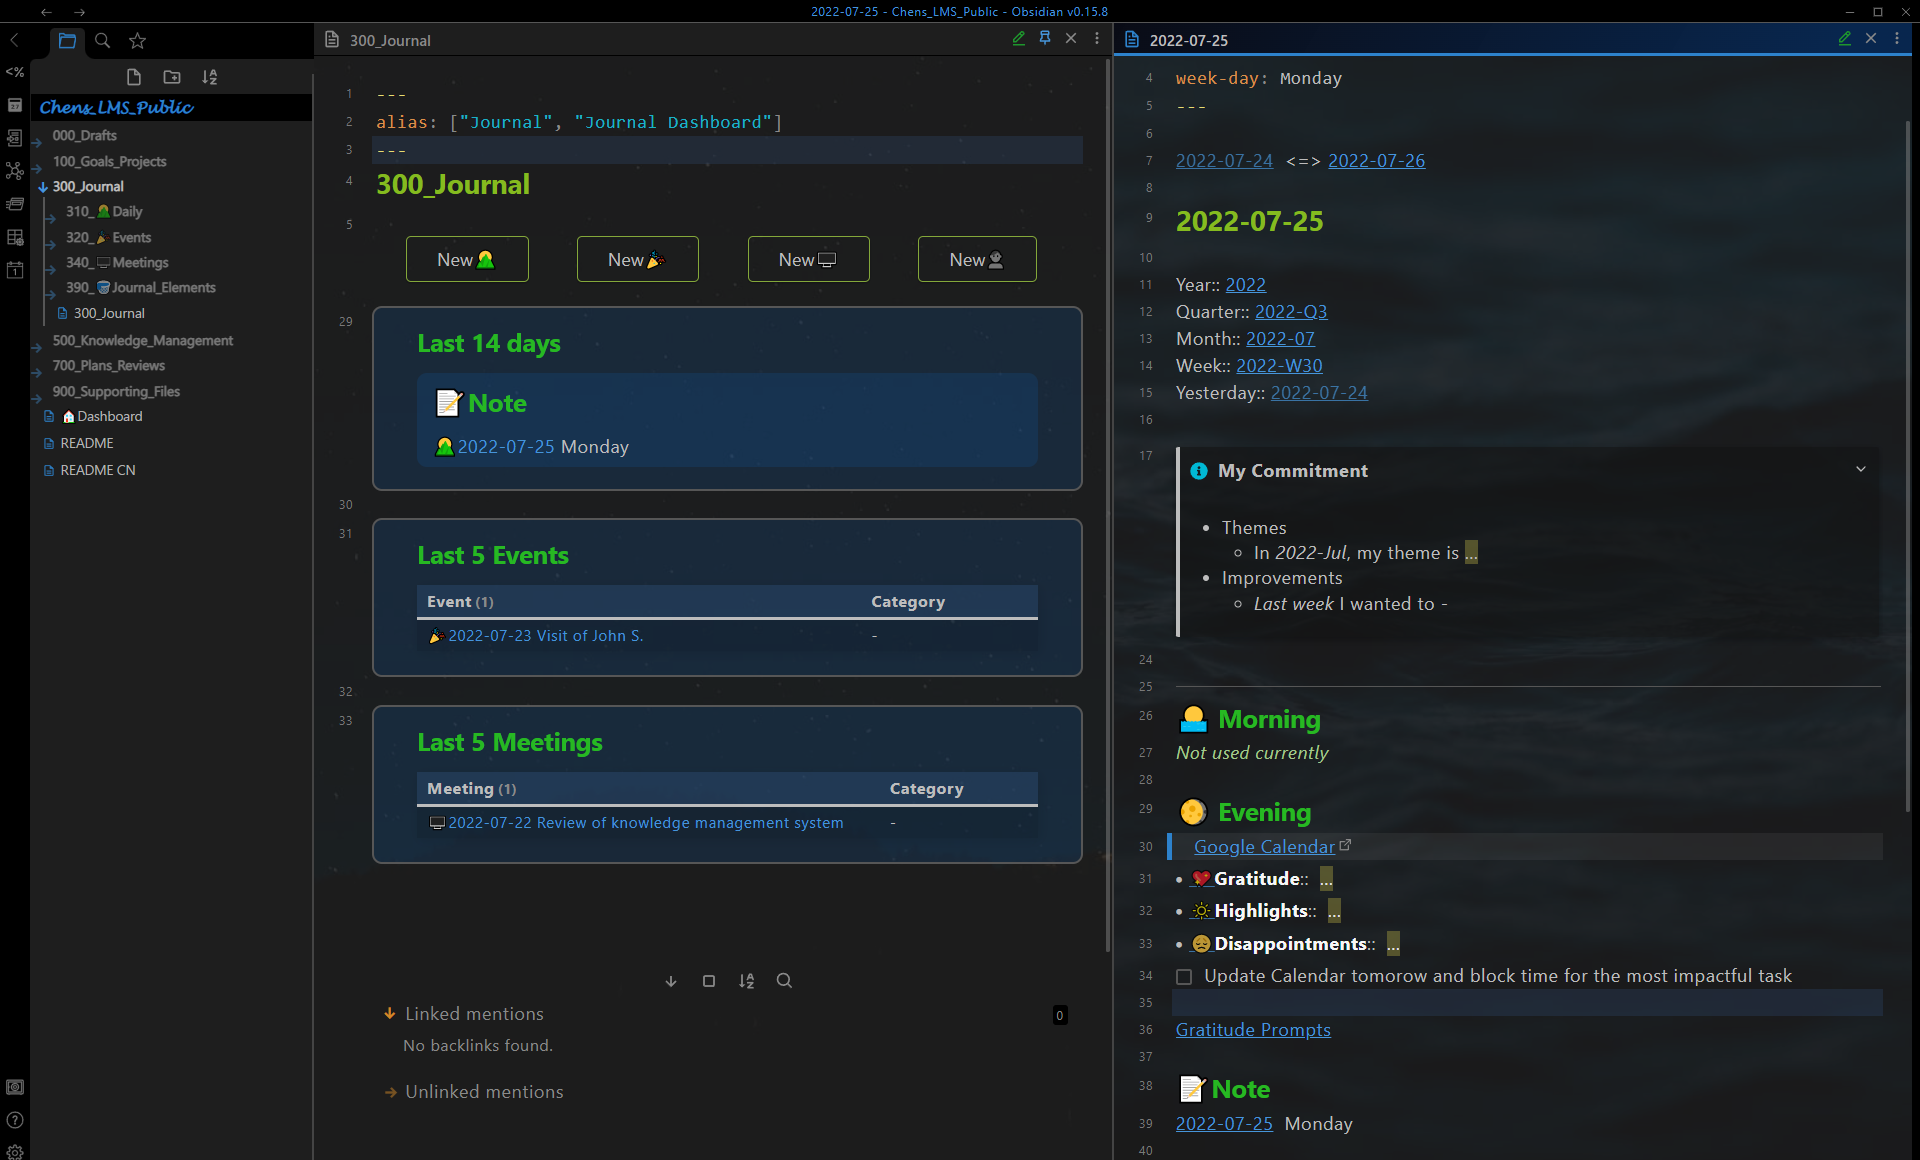 2022-07-25 - Chens_LMS_Public - Obsidian v0.15.8
Chens_LMS_Public
000_Drafts
100_Goals_Projects
300_Journal
310_🌄Daily
320_🎉Events
340_🖥Meetings
390_🗑Journal_Elements
300_Journal
500_Knowledge_Management
700_Plans_Reviews
900_Supporting_Files
🏠Dashboard
README
README CN
300_Journal
1 ---
2 alias: ["Journal", "Journal Dashboard"]
3 ---
4 300_Journal
5
New🌄 New🎉 New🖥 New👤
29
Last 14 days
📝Note
🌄2022-07-25 Monday
30
31
Last 5 Events
Event (1) Category
🎉2022-07-23 Visit of John S. -
32
33
Last 5 Meetings
Meeting (1) Category
🖥2022-07-22 Review of knowledge management system -
Linked mentions 0
No backlinks found.
Unlinked mentions
2022-07-25
4 week-day: Monday
5 ---
6
7 2022-07-24 <=> 2022-07-26
8
9 2022-07-25
10
11 Year:: 2022
12 Quarter:: 2022-Q3
13 Month:: 2022-07
14 Week:: 2022-W30
15 Yesterday:: 2022-07-24
16
17 My Commitment
• Themes
◦ In 2022-Jul, my theme is ...
• Improvements
◦ Last week I wanted to -
24
25
26 Morning
27 Not used currently
28
29 🌕 Evening
30 Google Calendar
31 • 💖Gratitude:: ...
32 • 🔆Highlights:: ...
33 • 😞Disappointments:: ...
34 Update Calendar tomorow and block time for the most impactful task
35
36 Gratitude Prompts
37
38 📝Note
39 2022-07-25 Monday
40